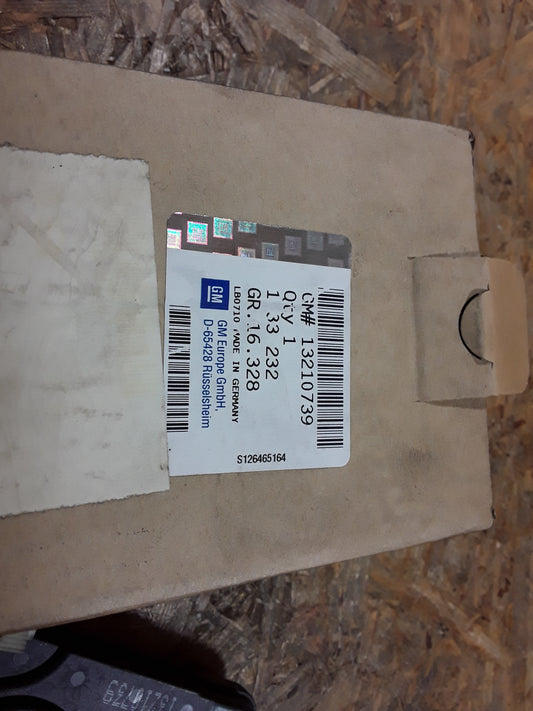 GM# 13210739
Qty 1
1 33 232
GR.16.328
LB0710 MADE IN GERMANY
GM
GM Europe GmbH,
D-65428 Rüsselsheim
S126465164